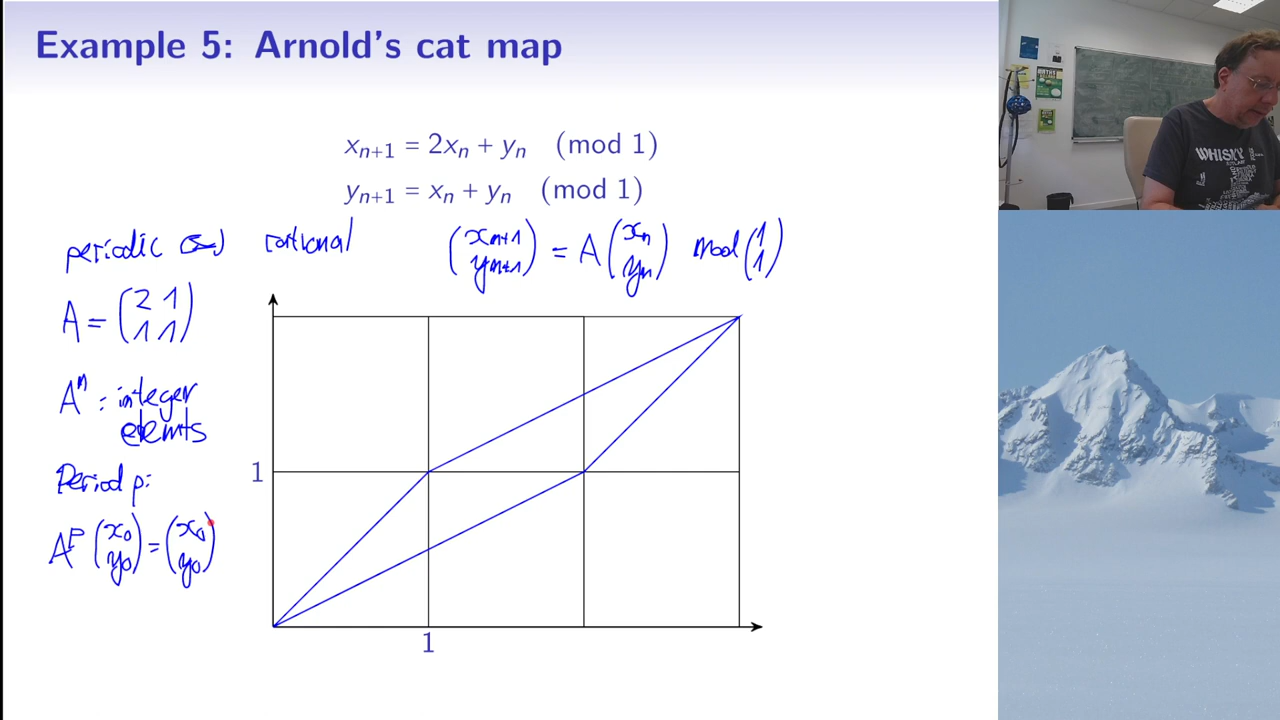 Example 5: Arnold's cat map
xₙ₊₁ = 2xₙ + yₙ (mod 1)
yₙ₊₁ = xₙ + yₙ (mod 1)
periodic ⇔ rational
(xₙ₊₁ yₙ₊₁) = A (xₙ yₙ) mod (1 1)
A = (2 1
1 1)
Aⁿ : integer
elemts
Period p:
Aᵖ (x₀ y₀) = (x₀ y₀)
1
1
WHISKY